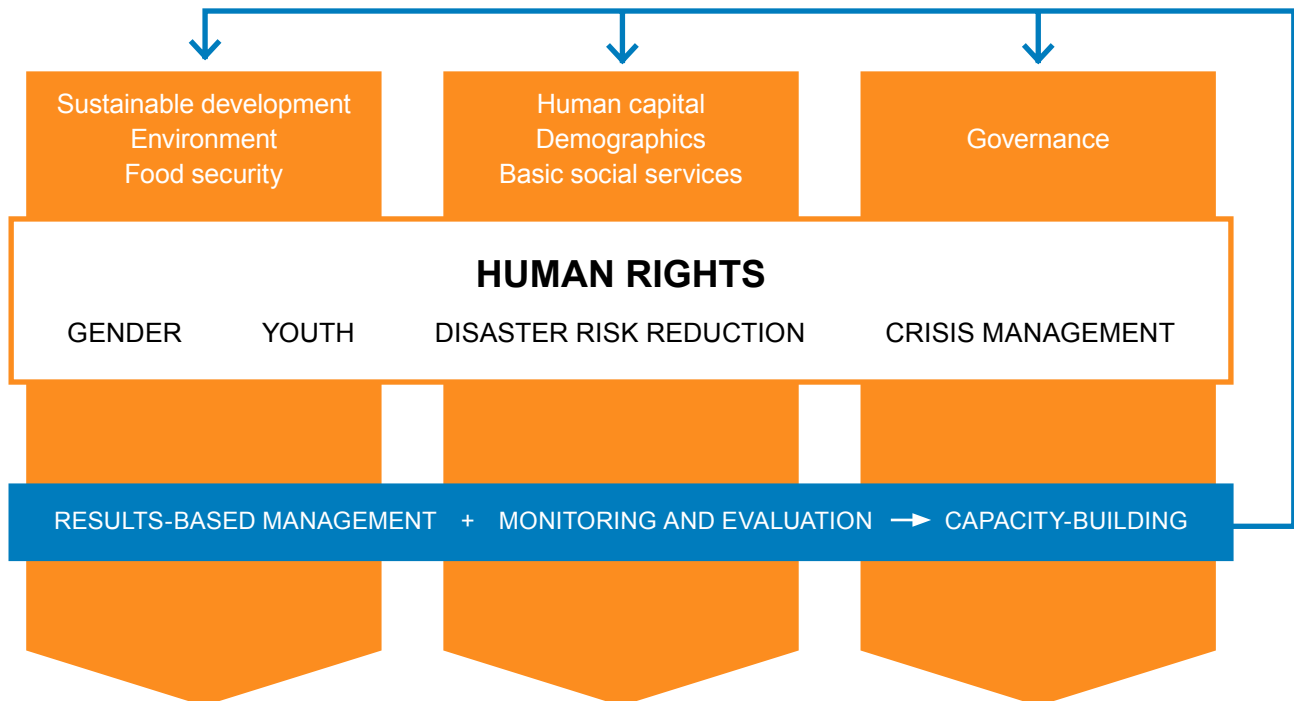 Sustainable development
Environment
Food security
Human capital
Demographics
Basic social services
Governance
HUMAN RIGHTS
GENDER YOUTH DISASTER RISK REDUCTION CRISIS MANAGEMENT
RESULTS-BASED MANAGEMENT + MONITORING AND EVALUATION → CAPACITY-BUILDING